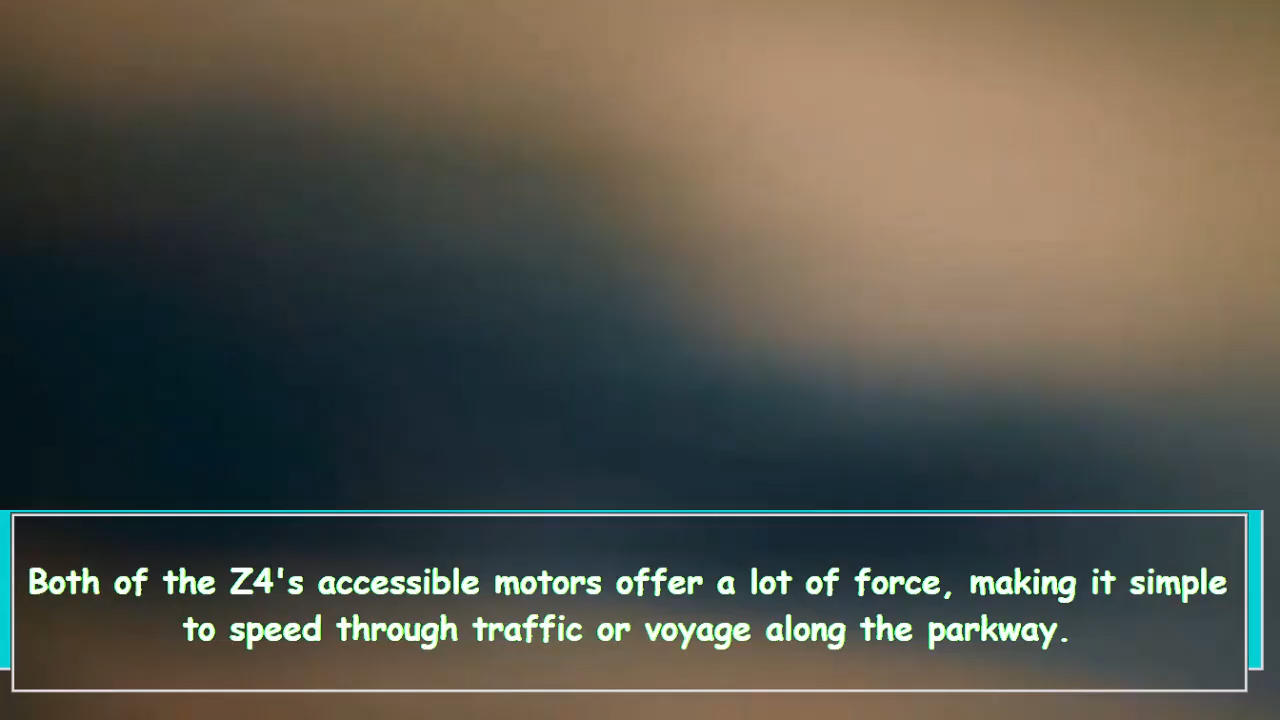 Both of the Z4's accessible motors offer a lot of force, making it simple
to speed through traffic or voyage along the parkway.